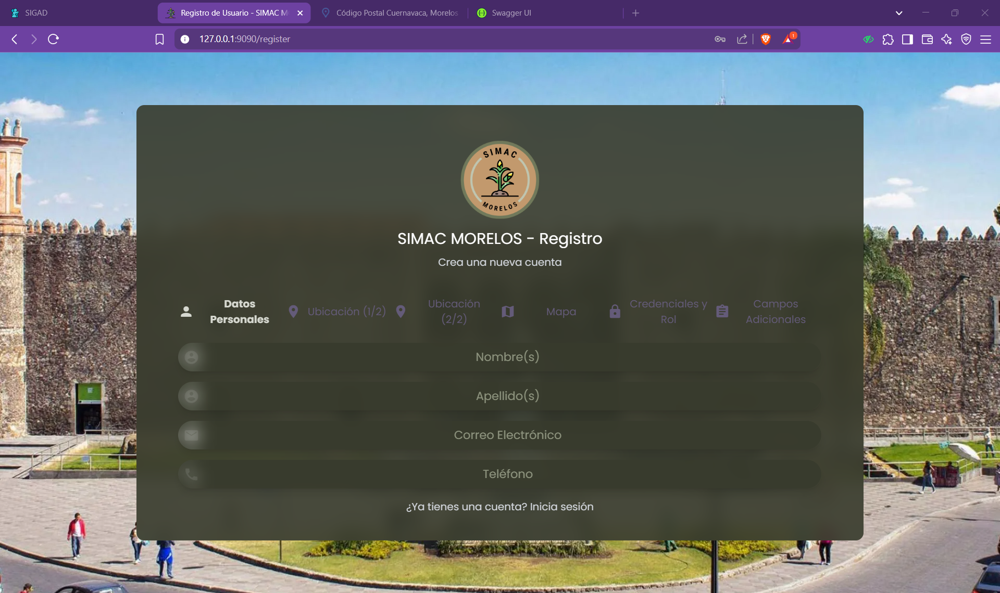 SIGAD
Registro de Usuario - SIMAC M
Código Postal Cuernavaca, Morelos
Swagger UI
127.0.0.1:9090/register
1
SIMAC
MORELOS
SIMAC MORELOS - Registro
Crea una nueva cuenta
Datos
Personales
Ubicación (1/2)
Ubicación
(2/2)
Mapa
Credenciales y
Rol
Campos
Adicionales
Nombre(s)
Apellido(s)
Correo Electrónico
Teléfono
¿Ya tienes una cuenta? Inicia sesión